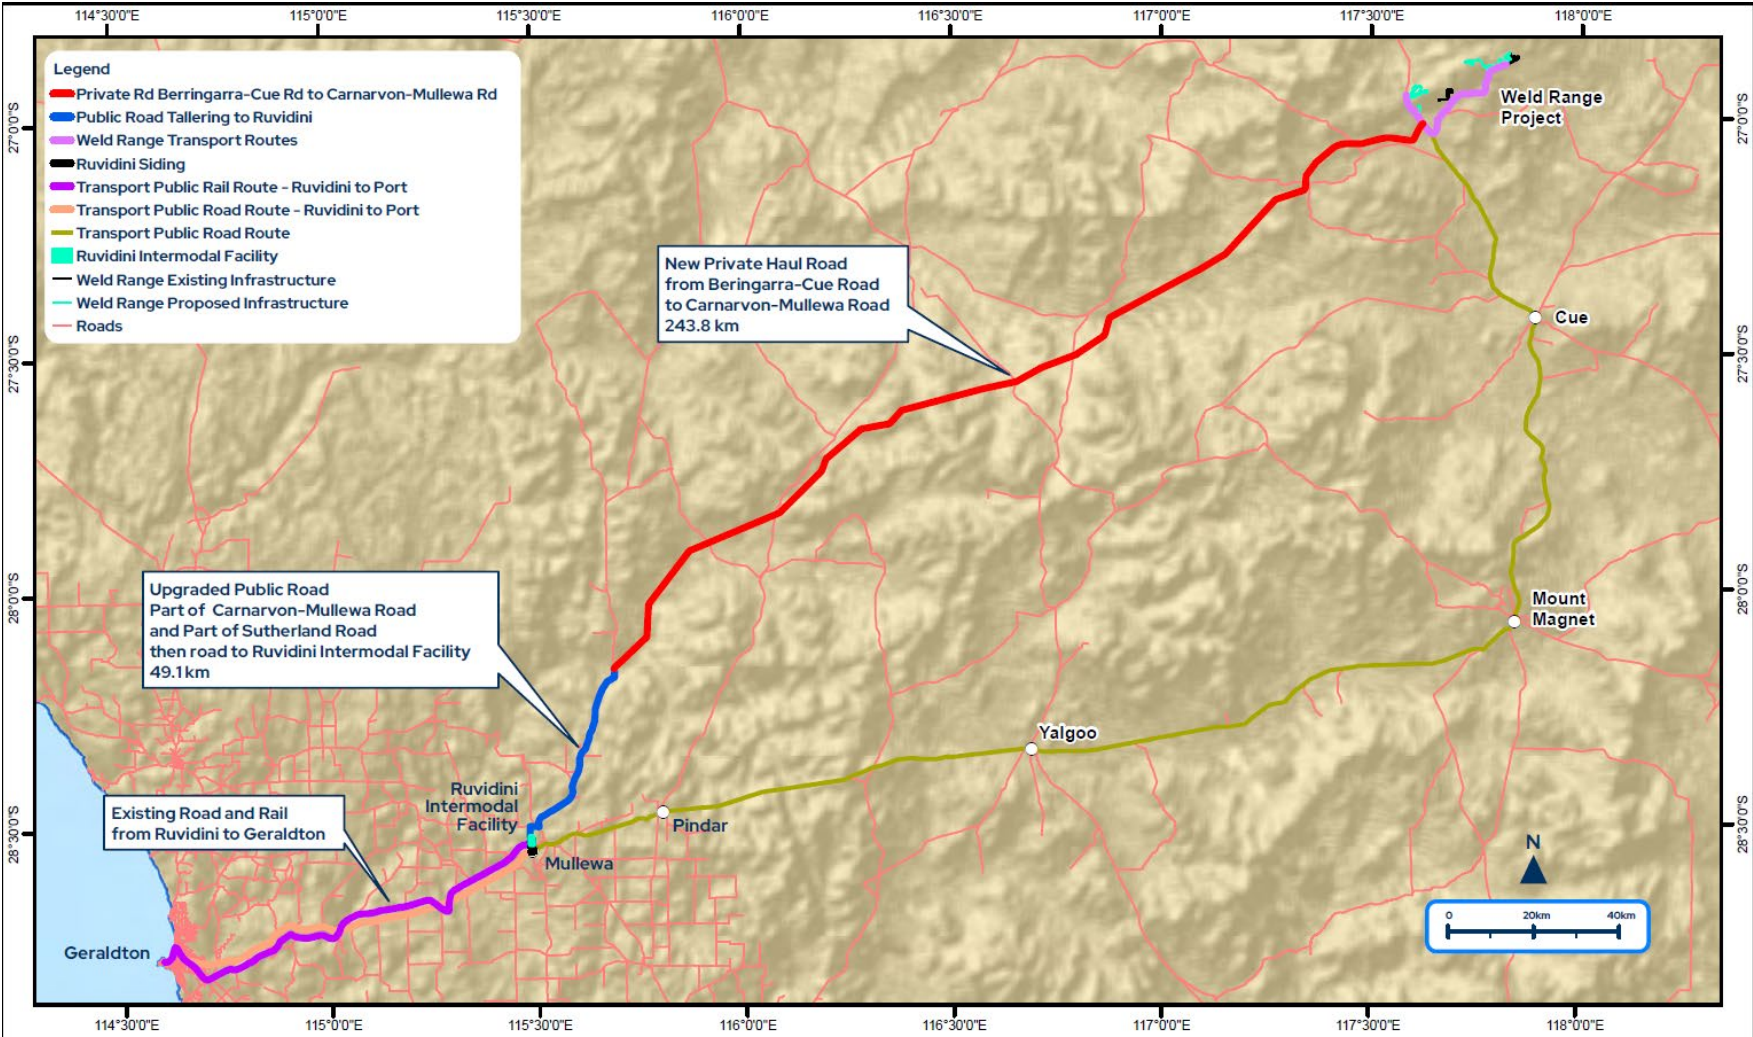 114°30'0"E 115°0'0"E 115°30'0"E 116°0'0"E 116°30'0"E 117°0'0"E 117°30'0"E 118°0'0"E
Legend
Private Rd Berringarra-Cue Rd to Carnarvon-Mullewa Rd
Public Road Tallering to Ruvidini
Weld Range Transport Routes
Ruvidini Siding
Transport Public Rail Route - Ruvidini to Port
Transport Public Road Route - Ruvidini to Port
Transport Public Road Route
Ruvidini Intermodal Facility
Weld Range Existing Infrastructure
Weld Range Proposed Infrastructure
Roads
Weld Range
Project
27°0'0"S
27°0'0"S
New Private Haul Road
from Beringarra-Cue Road
to Carnarvon-Mullewa Road
243.8 km
Cue
27°30'0"S
27°30'0"S
Upgraded Public Road
Part of Carnarvon-Mullewa Road
and Part of Sutherland Road
then road to Ruvidini Intermodal Facility
49.1km
28°0'0"S
28°0'0"S
Mount
Magnet
Yalgoo
Ruvidini
Intermodal
Facility
Existing Road and Rail
from Ruvidini to Geraldton
Pindar
28°30'0"S
28°30'0"S
Mullewa
N
0 20km 40km
Geraldton
114°30'0"E 115°0'0"E 115°30'0"E 116°0'0"E 116°30'0"E 117°0'0"E 117°30'0"E 118°0'0"E